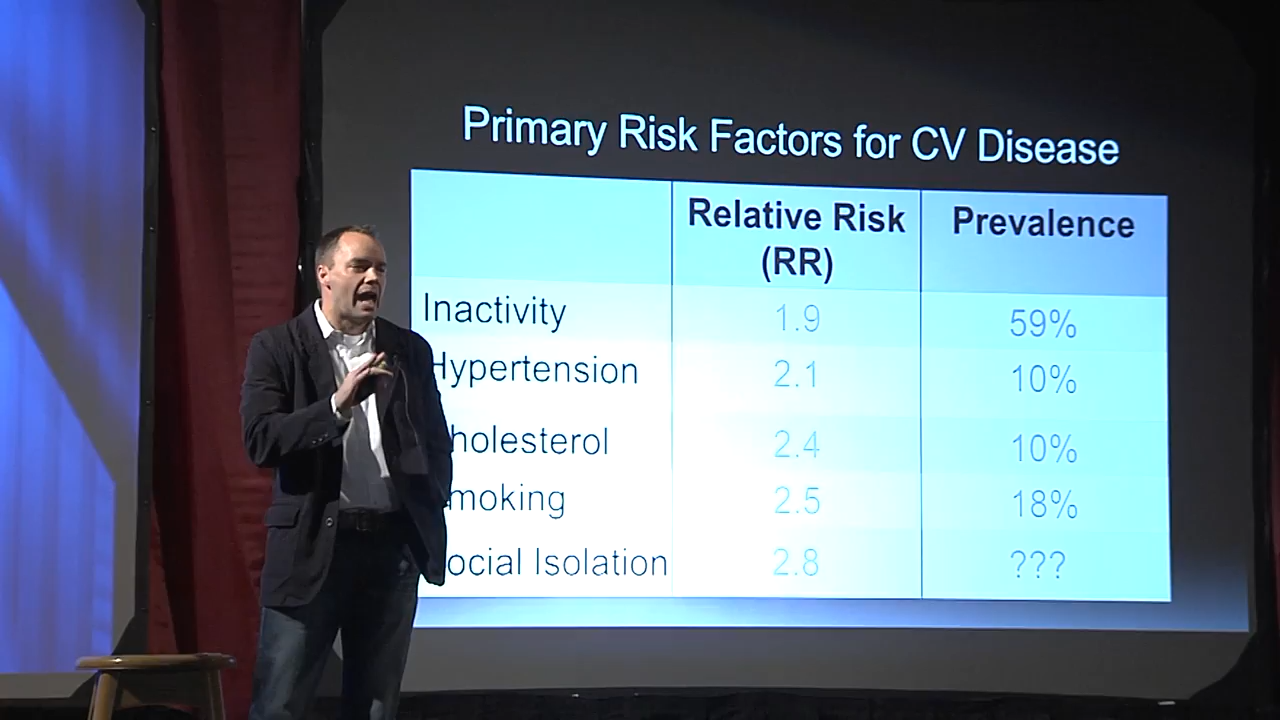 Primary Risk Factors for CV Disease
Relative Risk (RR) Prevalence
Inactivity 1.9 59%
Hypertension 2.1 10%
holesterol 2.4 10%
moking 2.5 18%
ocial Isolation 2.8 ???